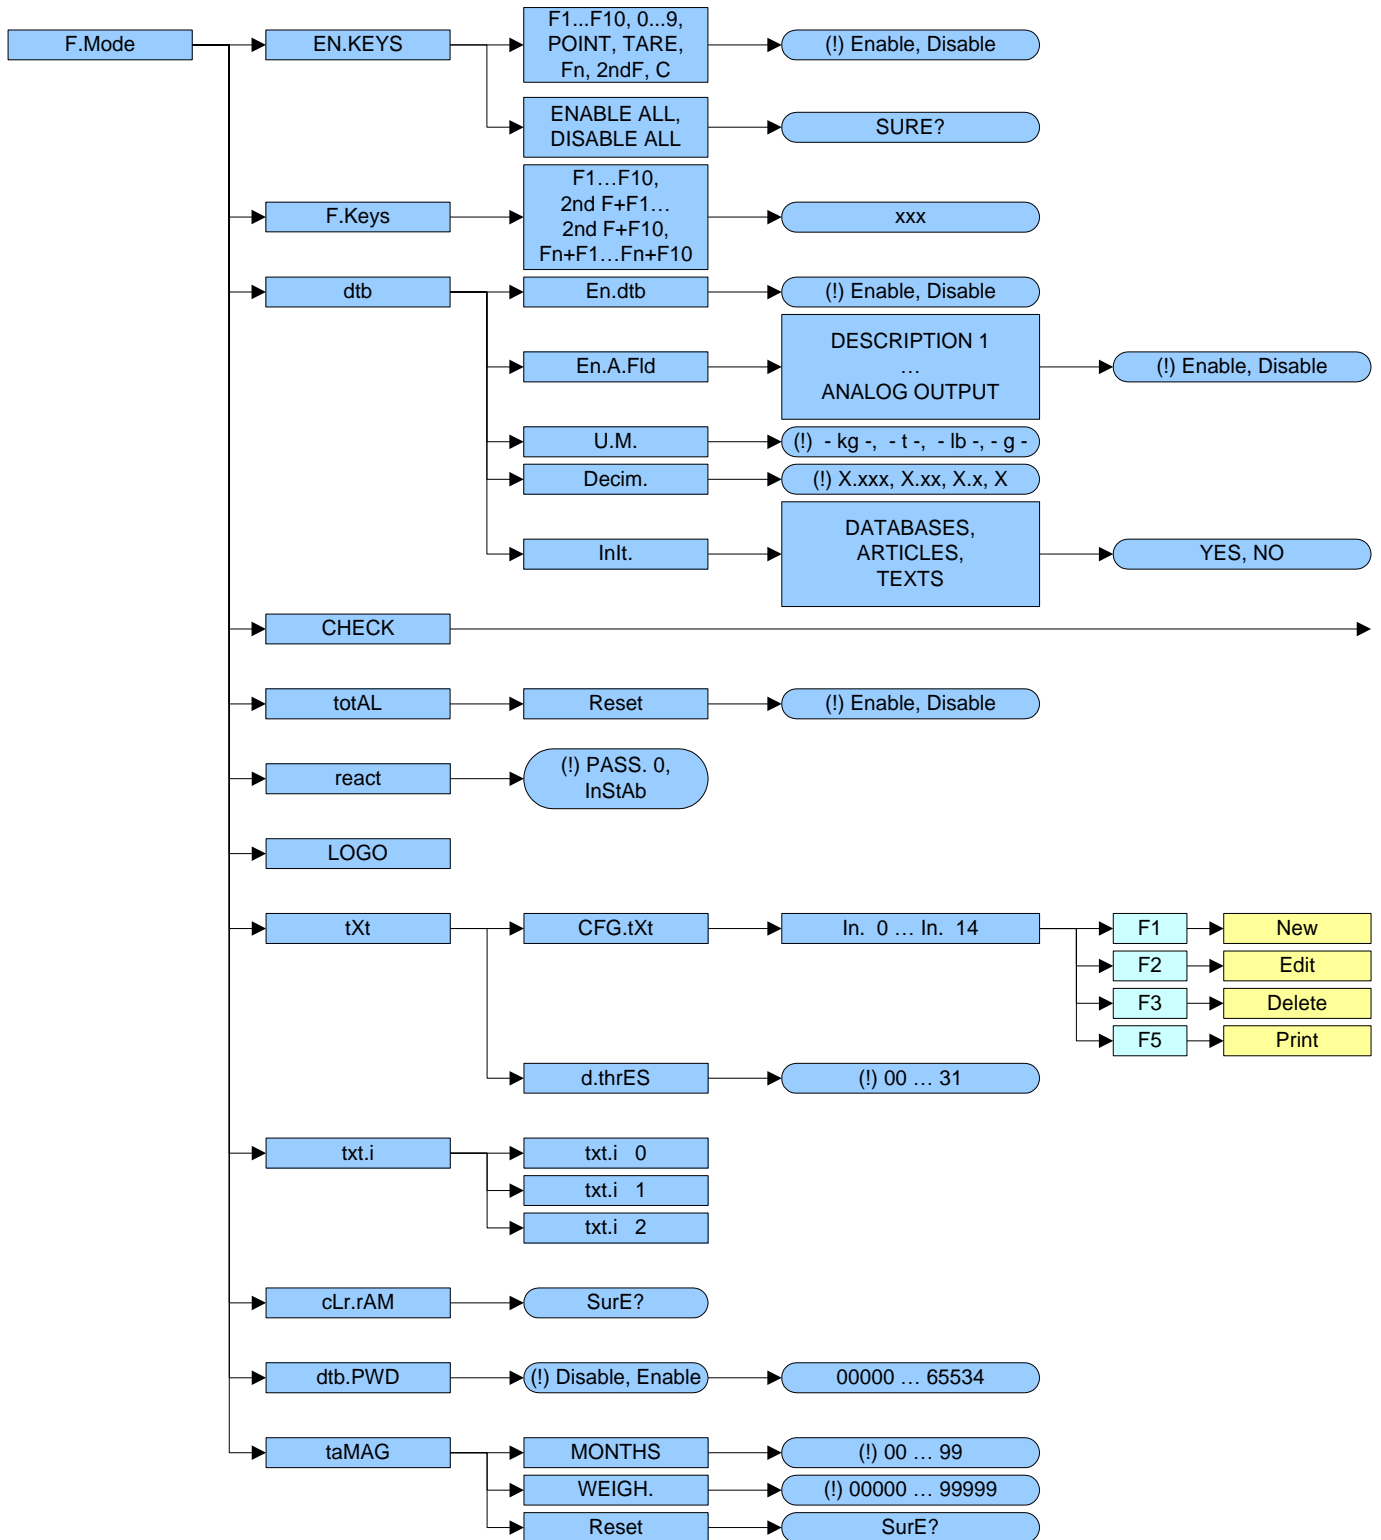 F.Mode
EN.KEYS
F1...F10, 0...9,
POINT, TARE,
Fn, 2ndF, C
(!) Enable, Disable
ENABLE ALL,
DISABLE ALL
SURE?
F.Keys
F1…F10,
2nd F+F1…
2nd F+F10,
Fn+F1…Fn+F10
xxx
dtb
En.dtb
(!) Enable, Disable
En.A.Fld
DESCRIPTION 1
…
ANALOG OUTPUT
(!) Enable, Disable
U.M.
(!) - kg -, - t -, - lb -, - g -
Decim.
(!) X.xxx, X.xx, X.x, X
InIt.
DATABASES,
ARTICLES,
TEXTS
YES, NO
CHECK
totAL
Reset
(!) Enable, Disable
react
(!) PASS. 0,
InStAb
LOGO
tXt
CFG.tXt
In. 0 … In. 14
F1
New
F2
Edit
F3
Delete
F5
Print
d.thrES
(!) 00 … 31
txt.i
txt.i 0
txt.i 1
txt.i 2
cLr.rAM
SurE?
dtb.PWD
(!) Disable, Enable
00000 … 65534
taMAG
MONTHS
(!) 00 … 99
WEIGH.
(!) 00000 … 99999
Reset
SurE?